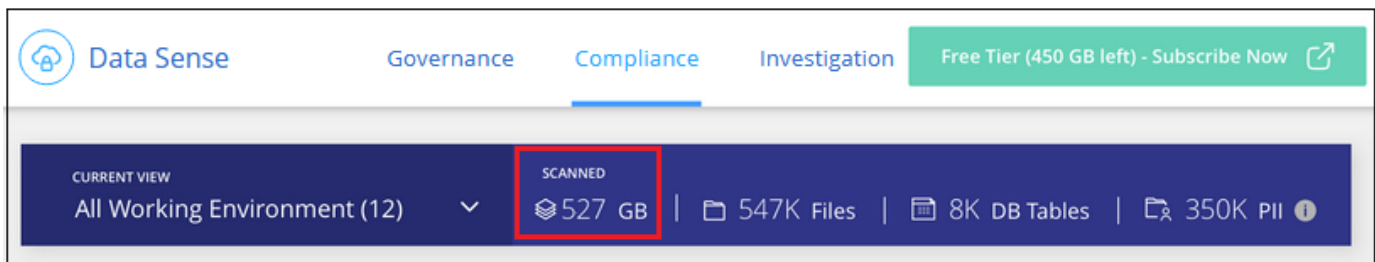 Data Sense Governance Compliance Investigation Free Tier (450 GB left) - Subscribe Now
CURRENT VIEW
All Working Environment (12)
SCANNED
527 GB | 547K Files | 8K DB Tables | 350K PII